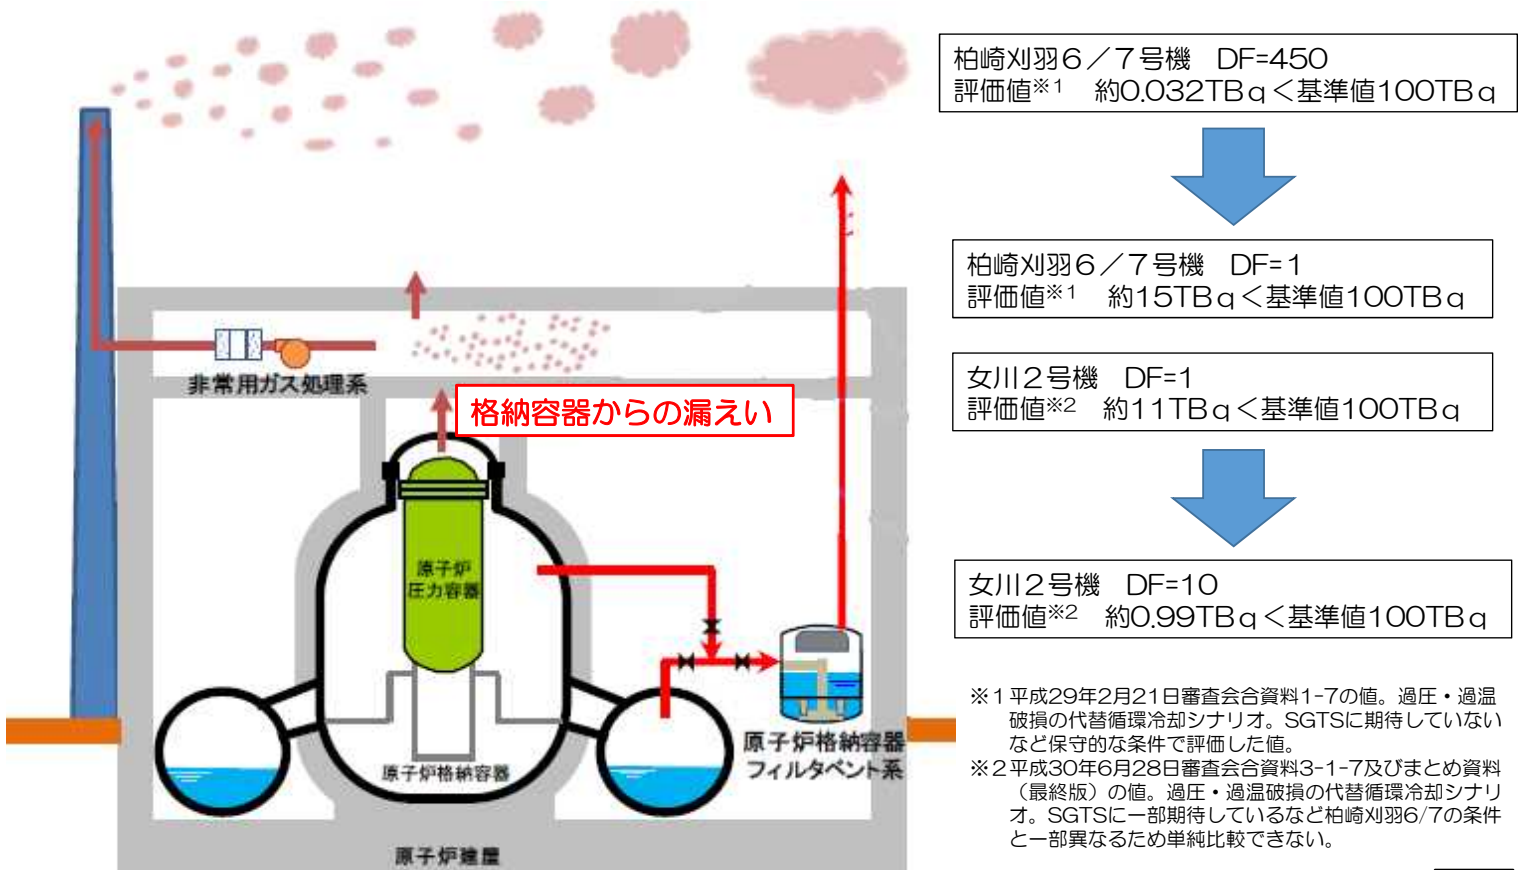 柏崎刈羽6／7号機　DF=450
評価値※1　約0.032TBq＜基準値100TBq
柏崎刈羽6／7号機　DF=1
評価値※1　約15TBq＜基準値100TBq
女川2号機　DF=1
評価値※2　約11TBq＜基準値100TBq
女川2号機　DF=10
評価値※2　約0.99TBq＜基準値100TBq
※1 平成29年2月21日審査会合資料1-7の値。過圧・過温
破損の代替循環冷却シナリオ。SGTSに期待していない
など保守的な条件で評価した値。
※2 平成30年6月28日審査会合資料3-1-7及びまとめ資料
（最終版）の値。過圧・過温破損の代替循環冷却シナリ
オ。SGTSに一部期待しているなど柏崎刈羽6/7の条件
と一部異なるため単純比較できない。
非常用ガス処理系
格納容器からの漏えい
原子炉
圧力容器
原子炉格納容器
原子炉格納容器
フィルタベント系
原子炉建屋